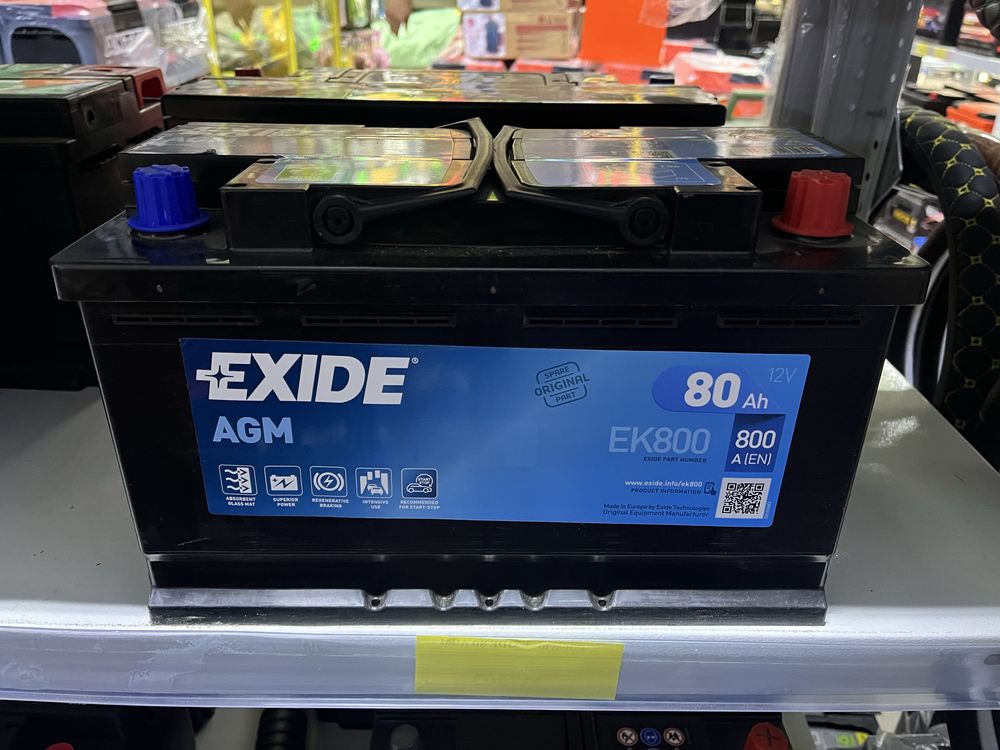 EXIDE®
AGM
SPARE
ORIGINAL
PART
80 Ah
12V
EK800
EXIDE PART NUMBER
800
A (EN)
ABSORBENT
GLASS MAT
SUPERIOR
POWER
REGENERATIVE
BRAKING
INTENSIVE
USE
START
STOP
RECOMMENDED
FOR START-STOP
www.exide.info/ek800
PRODUCT INFORMATION
Made in Europe by Exide Technologies
Original Equipment Manufacturer